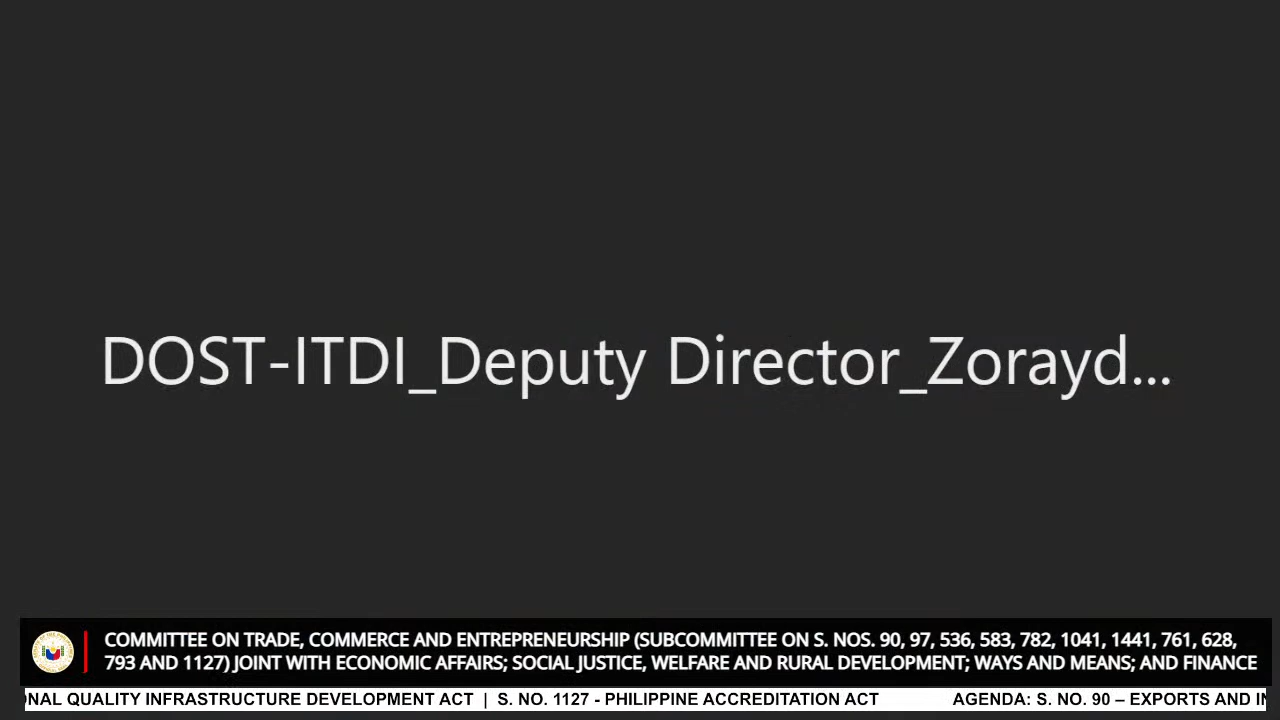 DOST-ITDI_Deputy Director_Zorayd...
COMMITTEE ON TRADE, COMMERCE AND ENTREPRENEURSHIP (SUBCOMMITTEE ON S. NOS. 90, 97, 536, 583, 782, 1041, 1441, 761, 628,
793 AND 1127) JOINT WITH ECONOMIC AFFAIRS; SOCIAL JUSTICE, WELFARE AND RURAL DEVELOPMENT; WAYS AND MEANS; AND FINANCE
ONAL QUALITY INFRASTRUCTURE DEVELOPMENT ACT | S. NO. 1127 - PHILIPPINE ACCREDITATION ACT AGENDA: S. NO. 90 – EXPORTS AND